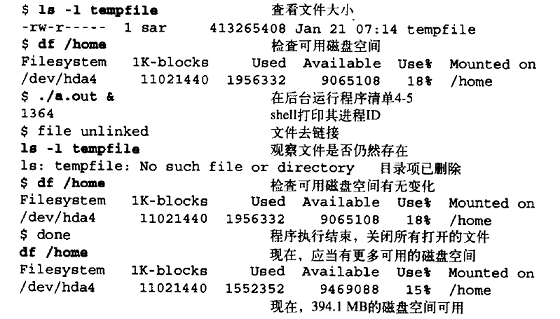 $ ls -l tempfile 查看文件大小
-rw-r----- 1 sar 413265408 Jan 21 07:14 tempfile
$ df /home 检查可用磁盘空间
Filesystem 1K-blocks Used Available Use% Mounted on
/dev/hda4 11021440 1956332 9065108 18% /home
$ ./a.out & 在后台运行程序清单4-5
1364 shell打印其进程ID
$ file unlinked 文件去链接
ls -l tempfile 观察文件是否仍然存在
ls: tempfile: No such file or directory 目录项已删除
$ df /home 检查可用磁盘空间有无变化
Filesystem 1K-blocks Used Available Use% Mounted on
/dev/hda4 11021440 1956332 9065108 18% /home
$ done 程序执行结束，关闭所有打开的文件
df /home 现在，应当有更多可用的磁盘空间
Filesystem 1K-blocks Used Available Use% Mounted on
/dev/hda4 11021440 1552352 9469088 15% /home
现在，394.1 MB的磁盘空间可用